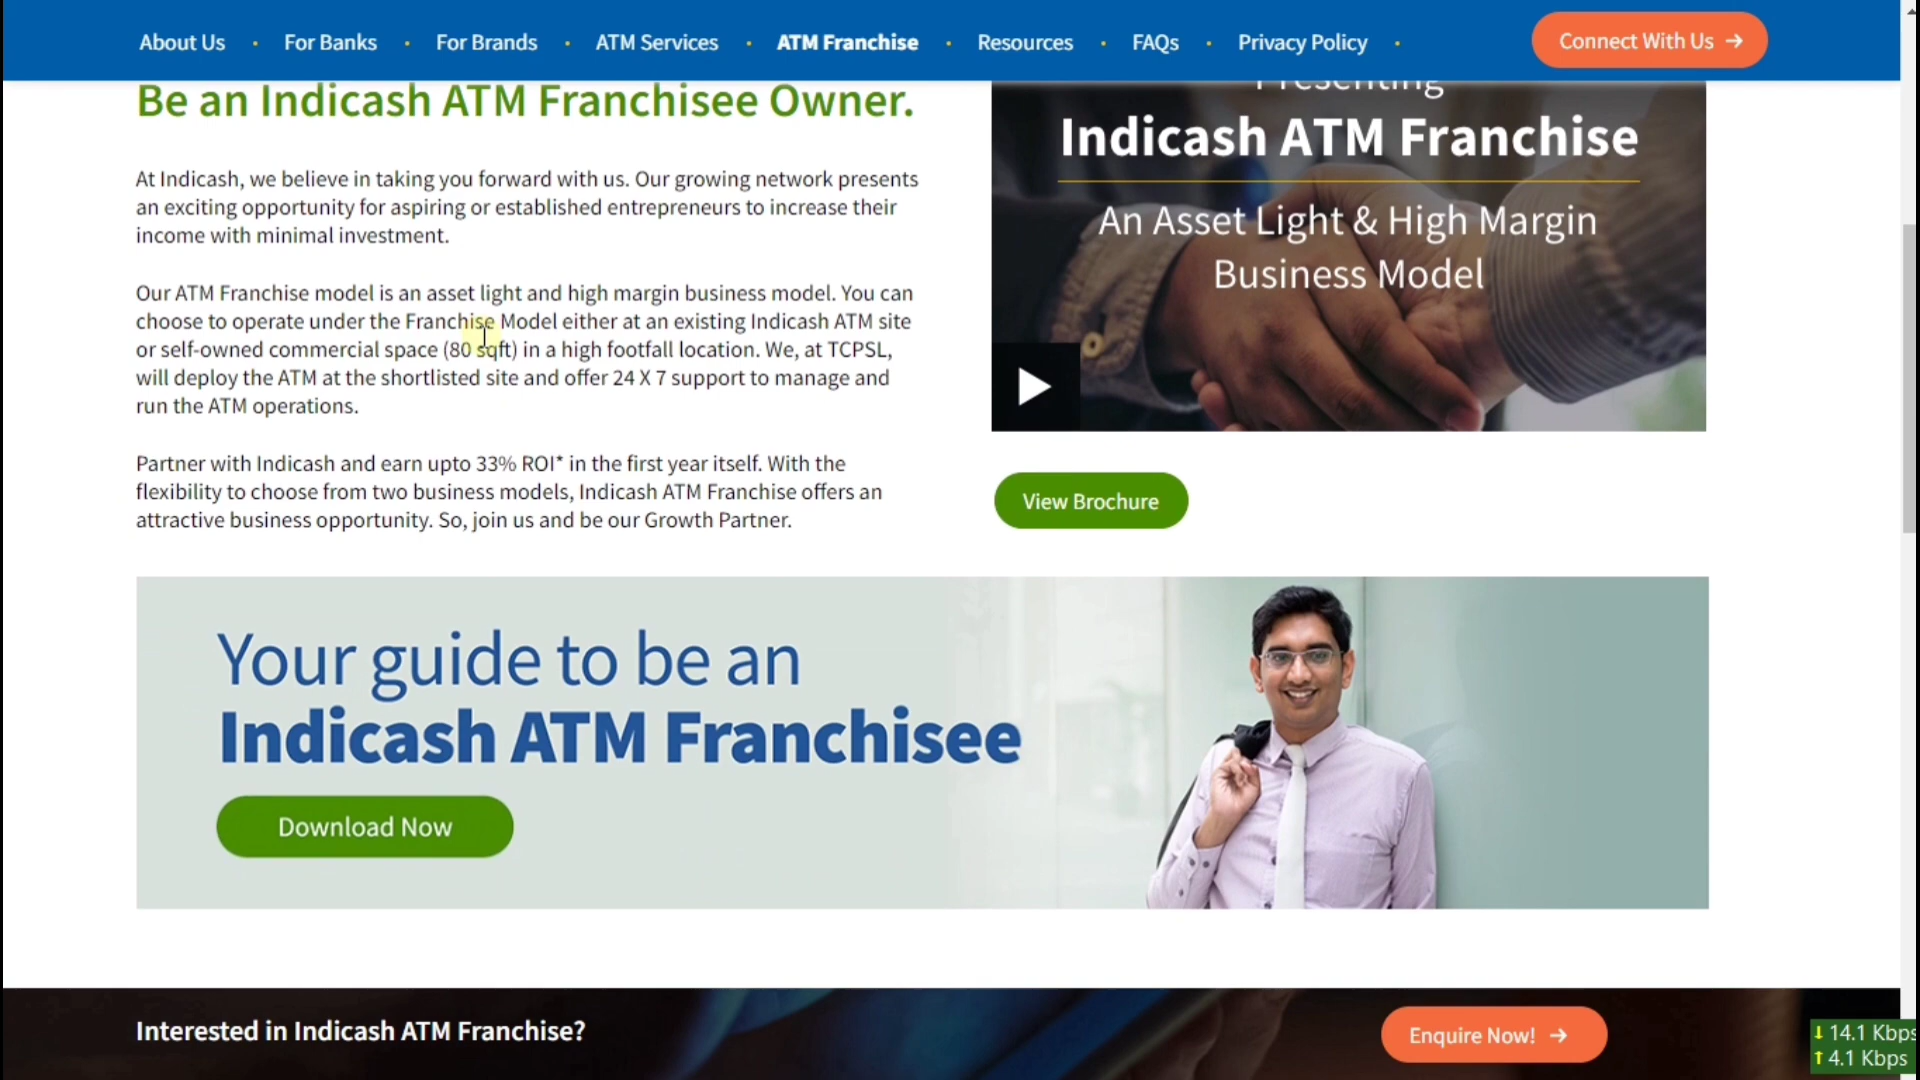 About Us · For Banks · For Brands · ATM Services · ATM Franchise · Resources · FAQs · Privacy Policy ·
Connect With Us →
Be an Indicash ATM Franchisee Owner.
At Indicash, we believe in taking you forward with us. Our growing network presents
an exciting opportunity for aspiring or established entrepreneurs to increase their
income with minimal investment.
Our ATM Franchise model is an asset light and high margin business model. You can
choose to operate under the Franchise Model either at an existing Indicash ATM site
or self-owned commercial space (80 sqft) in a high footfall location. We, at TCPSL,
will deploy the ATM at the shortlisted site and offer 24 X 7 support to manage and
run the ATM operations.
Partner with Indicash and earn upto 33% ROI* in the first year itself. With the
flexibility to choose from two business models, Indicash ATM Franchise offers an
attractive business opportunity. So, join us and be our Growth Partner.
Presenting
Indicash ATM Franchise
An Asset Light & High Margin
Business Model
View Brochure
Your guide to be an
Indicash ATM Franchisee
Download Now
Interested in Indicash ATM Franchise?
Enquire Now! →
↓ 14.1 Kbps
↑ 4.1 Kbps